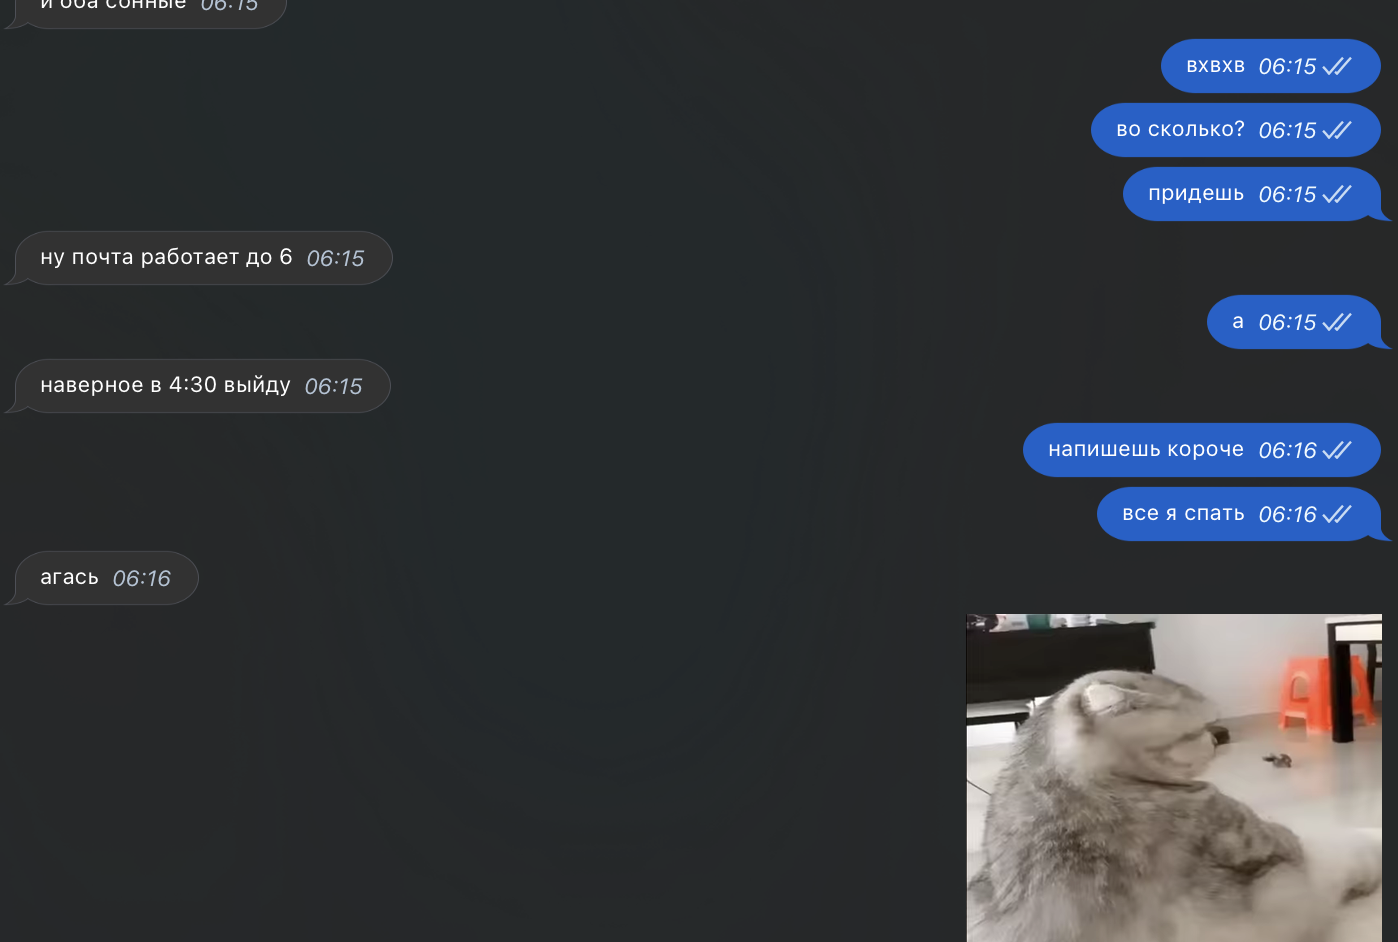 и оба сонные 06:15
вхвхв 06:15
во сколько? 06:15
придешь 06:15
ну почта работает до 6 06:15
а 06:15
наверное в 4:30 выйду 06:15
напишешь короче 06:16
все я спать 06:16
агась 06:16